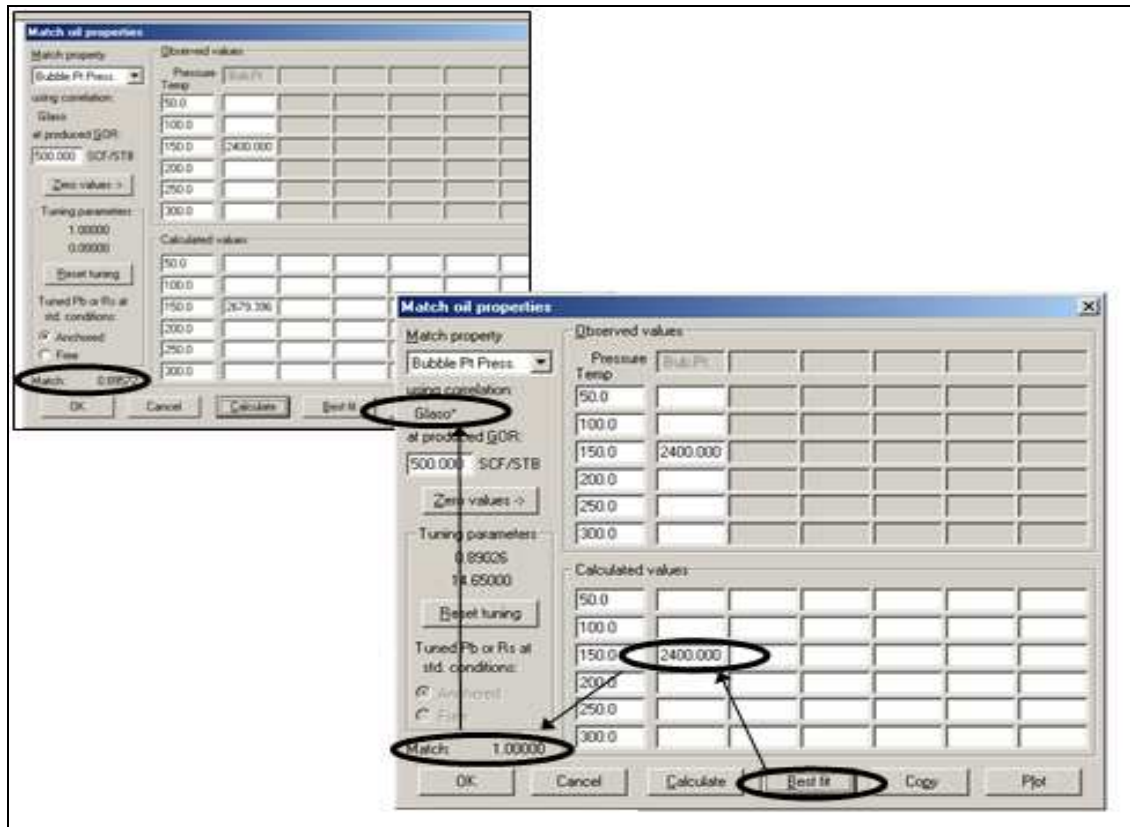 Match oil properties
Match property
Observed values
Bubble Pt Press.
Pressure
Bub.Pt
Temp
using correlation:
50.0
Glaso
100.0
at produced GOR:
150.0 2400.000
500.000 SCF/STB
200.0
Zero values ->
250.0
300.0
Tuning parameters
1.00000
Calculated values
0.00000
50.0
Reset tuning
100.0
Tuned Pb or Rs at
150.0 2679.396
std. conditions:
200.0
Anchored
250.0
Free
300.0
Match:
OK Cancel Calculate Best fit
Match oil properties
Match property
Observed values
Bubble Pt Press.
Pressure Bub.Pt
Temp
using correlation:
50.0
Glaso*
100.0
at produced GOR:
150.0 2400.000
500.000 SCF/STB
200.0
Zero values ->
250.0
300.0
Tuning parameters
0.89026
Calculated values
14.65000
50.0
Reset tuning
100.0
Tuned Pb or Rs at
150.0 2400.000
std. conditions:
200.0
Anchored
250.0
Free
300.0
Match: 1.00000
OK Cancel Calculate Best fit Copy Plot